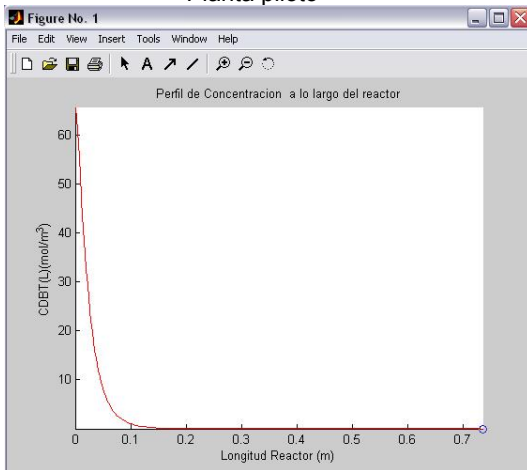 Planta piloto
Figure No. 1
File Edit View Insert Tools Window Help
A
Perfil de Concentracion a lo largo del reactor
CDBT(L)(mol/m³)
60
50
40
30
20
10
0 0.1 0.2 0.3 0.4 0.5 0.6 0.7
Longitud Reactor (m)